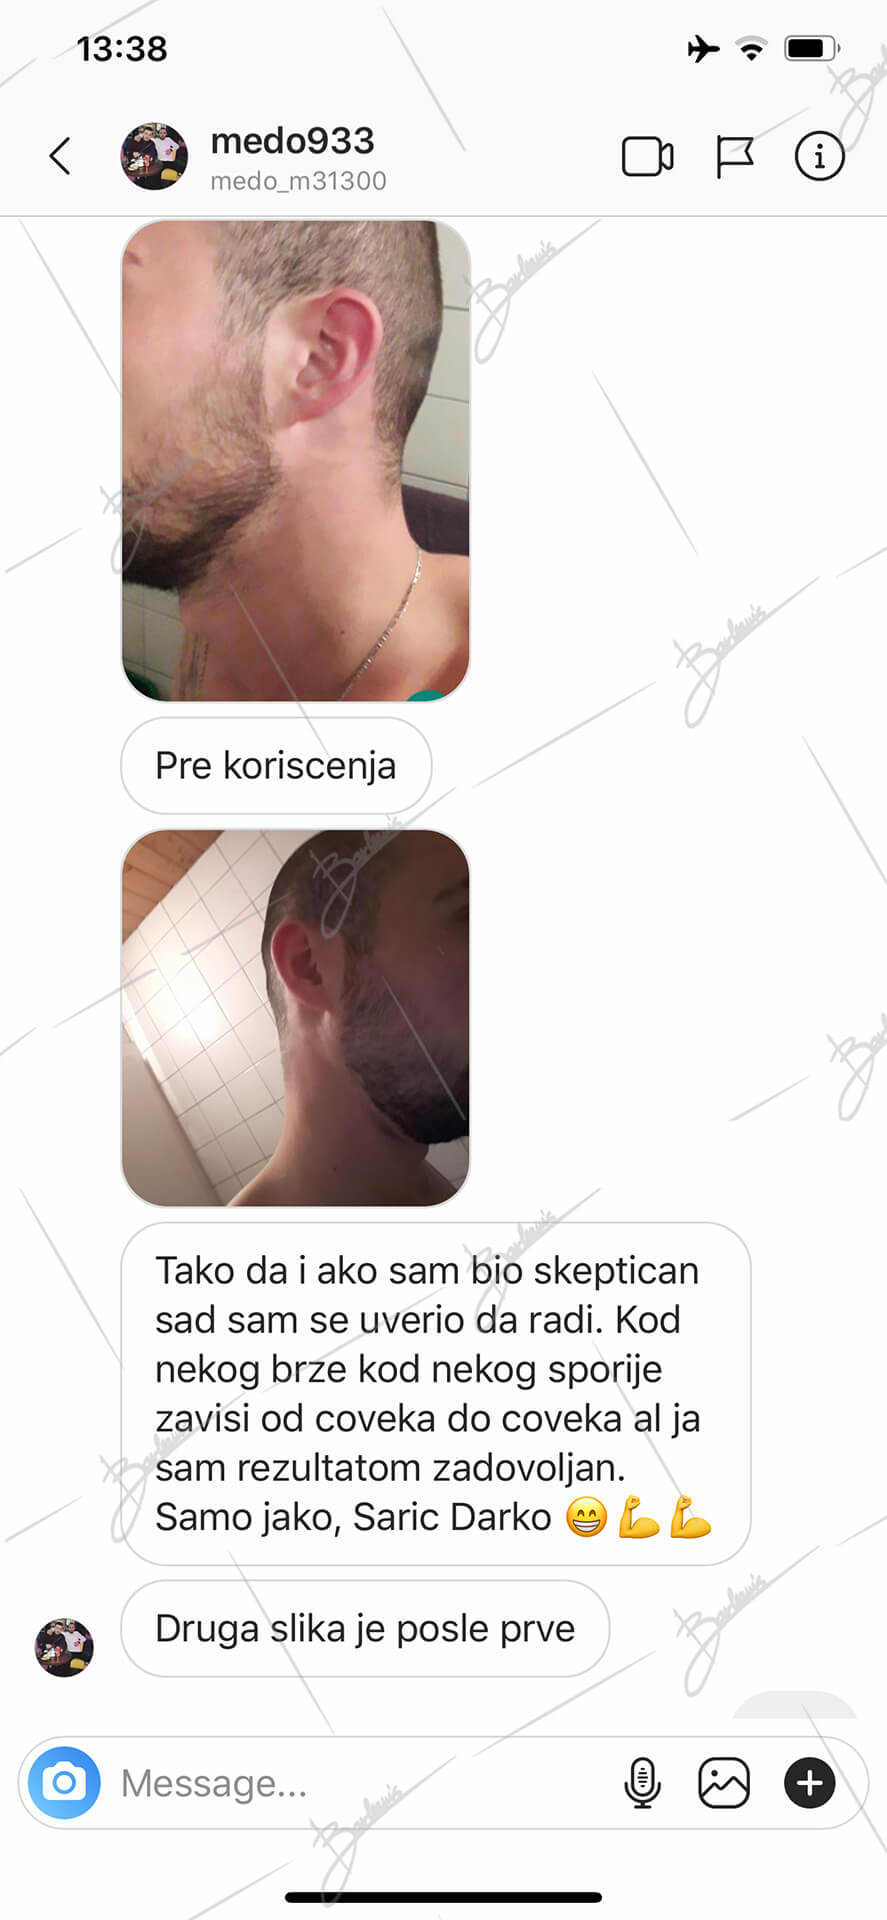 13:38
medo933
medo_m31300
Pre koriscenja
Tako da i ako sam bio skeptican
sad sam se uverio da radi. Kod
nekog brze kod nekog sporije
zavisi od coveka do coveka al ja
sam rezultatom zadovoljan.
Samo jako, Saric Darko 😁💪💪
Druga slika je posle prve
Message...